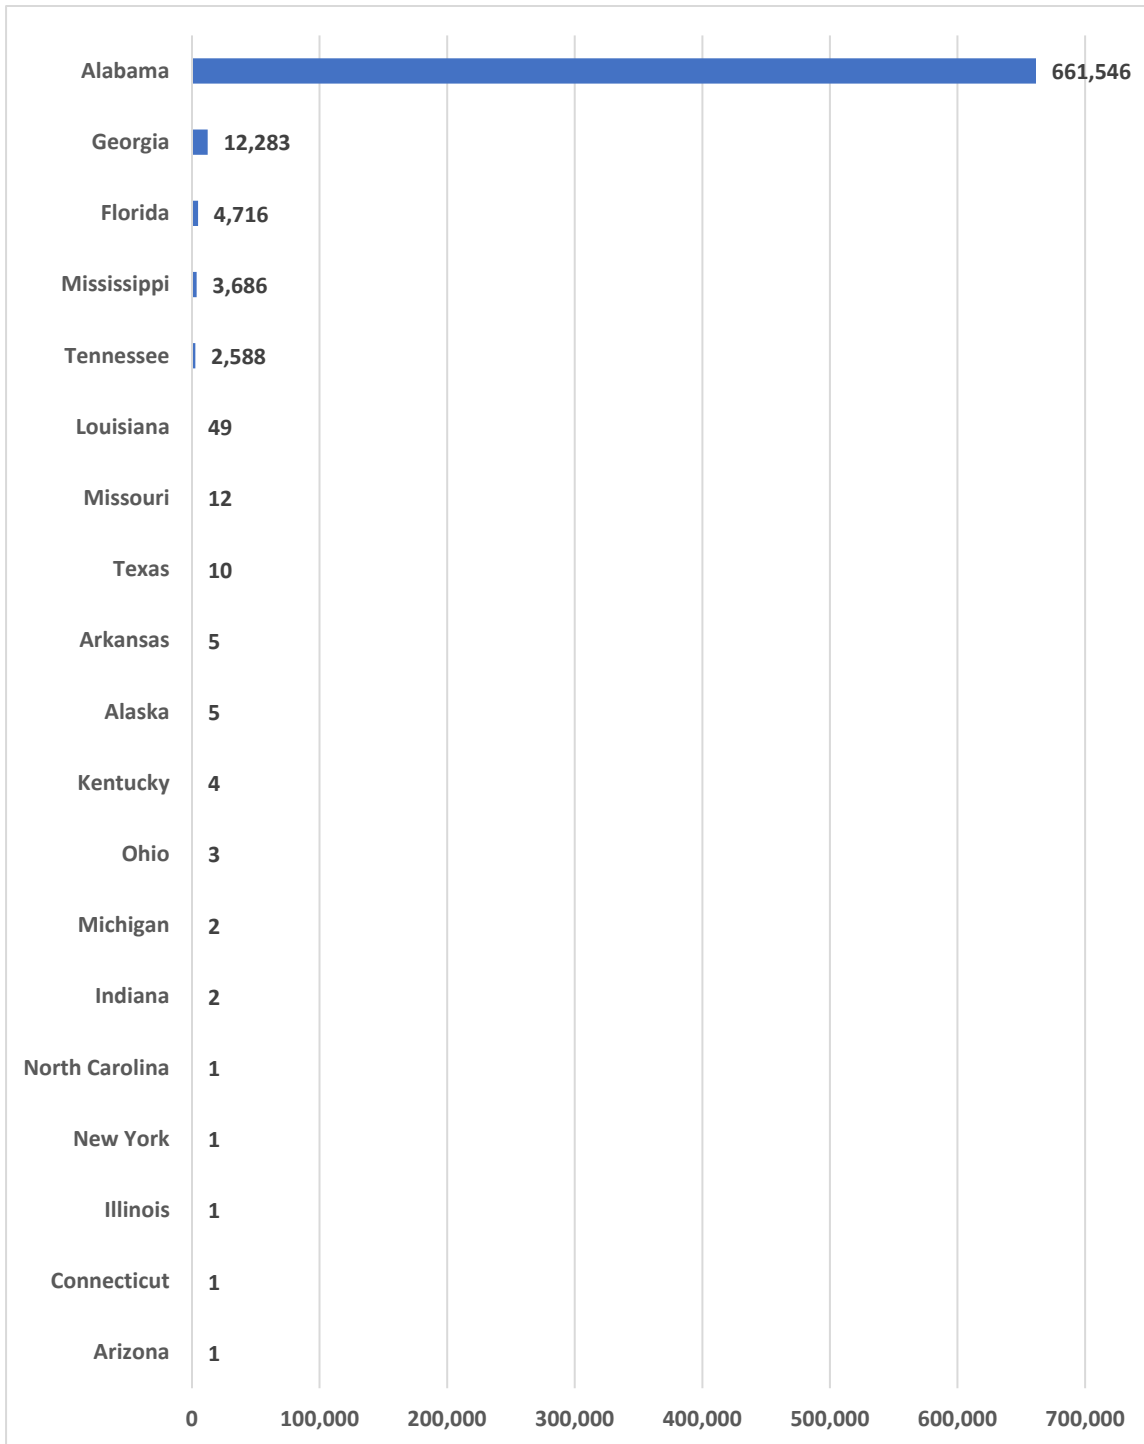 Alabama 661,546
Georgia 12,283
Florida 4,716
Mississippi 3,686
Tennessee 2,588
Louisiana 49
Missouri 12
Texas 10
Arkansas 5
Alaska 5
Kentucky 4
Ohio 3
Michigan 2
Indiana 2
North Carolina 1
New York 1
Illinois 1
Connecticut 1
Arizona 1
0 100,000 200,000 300,000 400,000 500,000 600,000 700,000